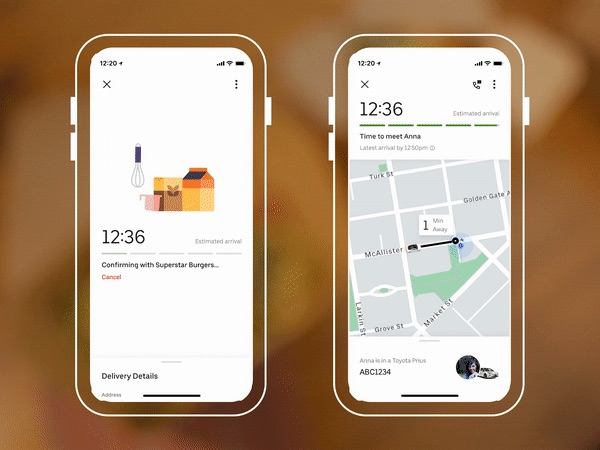 12:20
12:36
Estimated arrival
Confirming with Superstar Burgers...
Cancel
Delivery Details
Address
12:20
12:36
Estimated arrival
Time to meet Anna
Latest arrival by 12:50pm
Turk St
Golden Gate A
1 Min Away
McAllister
Market St
Larkin St
Grove St
Anna is in a Toyota Prius
ABC1234